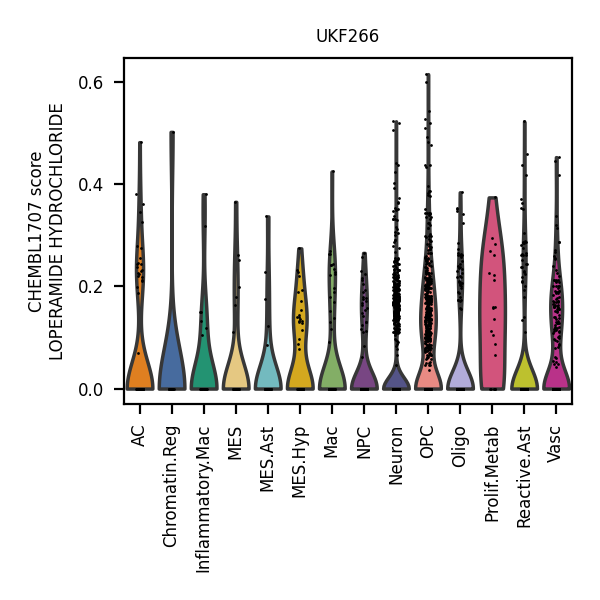 UKF266
CHEMBL1707 score
LOPERAMIDE HYDROCHLORIDE
0.6
0.4
0.2
0.0
AC
Chromatin.Reg
Inflammatory.Mac
MES
MES.Ast
MES.Hyp
Mac
NPC
Neuron
OPC
Oligo
Prolif.Metab
Reactive.Ast
Vasc